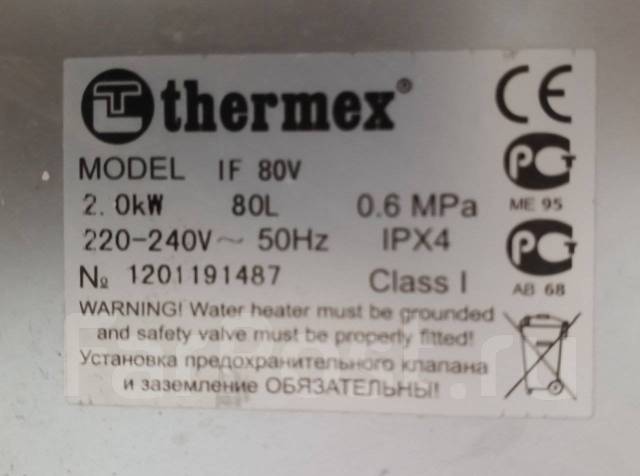 thermex®
CE
MODEL IF 80V
2.0kW 80L 0.6 MPa
ME 95
220-240V~ 50Hz IPX4
№ 1201191487 Class I
AB 68
WARNING! Water heater must be grounded
and safety valve must be properly fitted!
Установка предохранительного клапана
и заземление ОБЯЗАТЕЛЬНЫ!